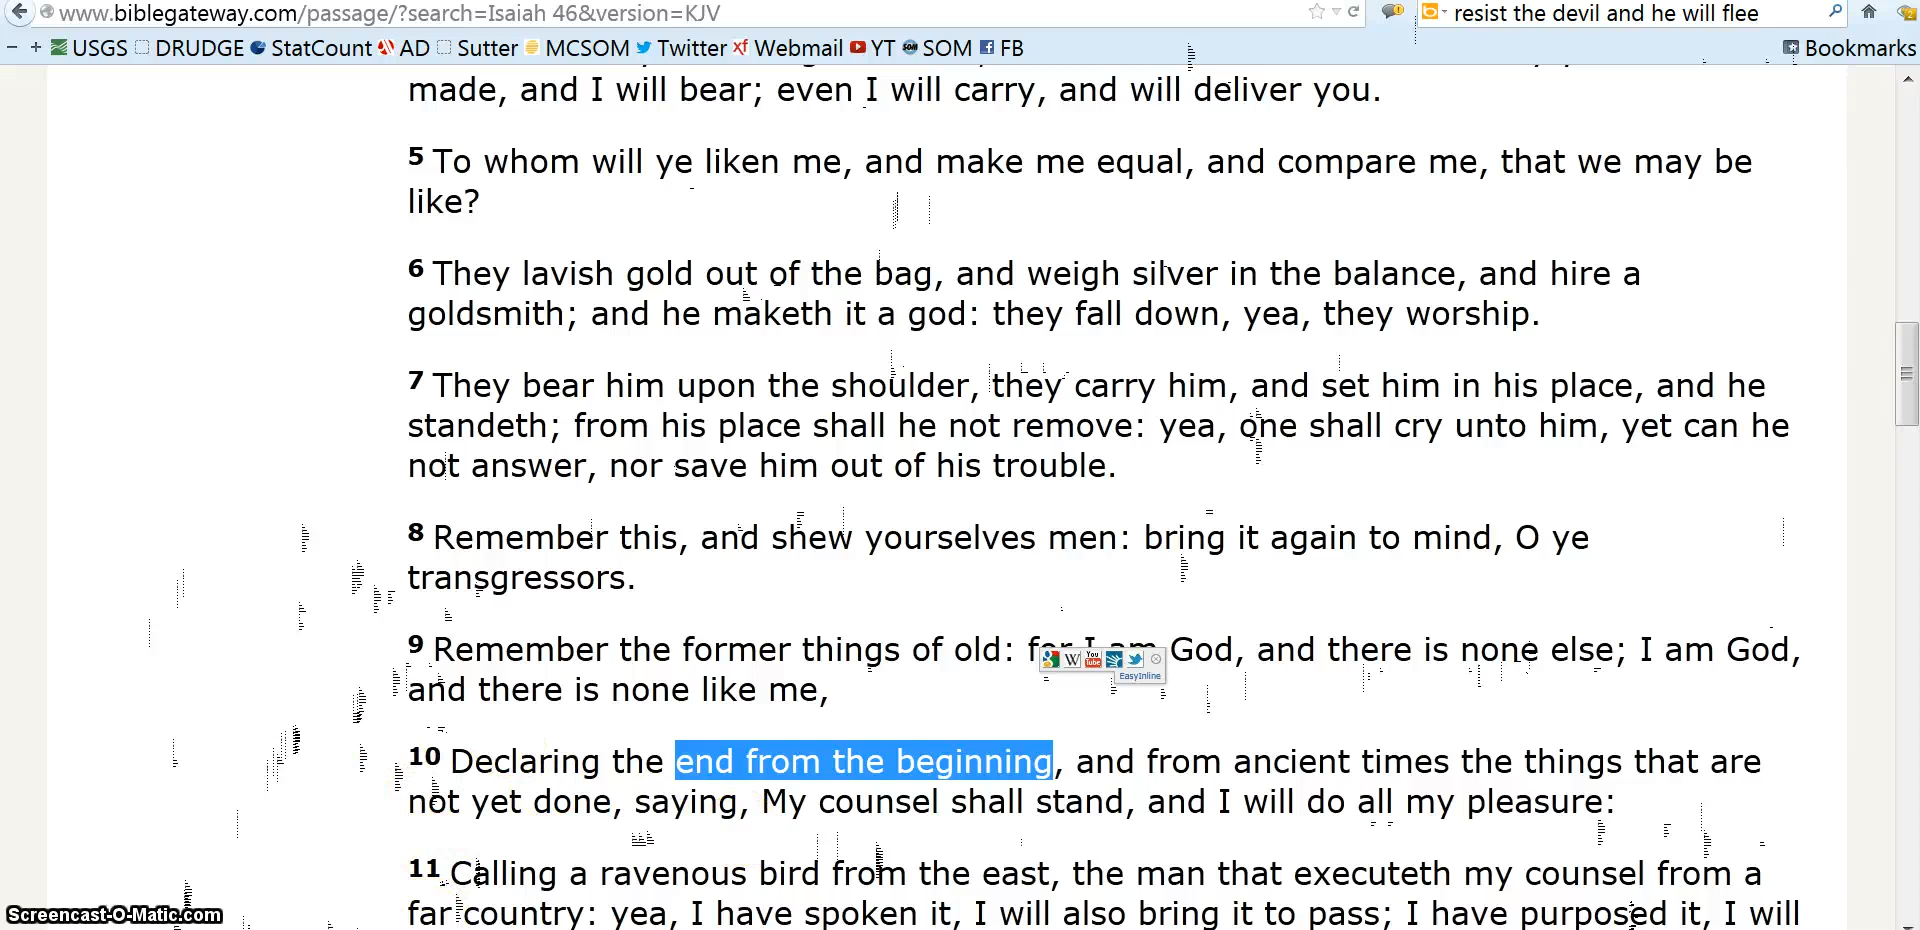 www.biblegateway.com/passage/?search=Isaiah 46&version=KJV
resist the devil and he will flee
USGS DRUDGE StatCount AD Sutter MCSOM Twitter Webmail YT SOM FB Bookmarks
made, and I will bear; even I will carry, and will deliver you.
5 To whom will ye liken me, and make me equal, and compare me, that we may be
like?
6 They lavish gold out of the bag, and weigh silver in the balance, and hire a
goldsmith; and he maketh it a god: they fall down, yea, they worship.
7 They bear him upon the shoulder, they carry him, and set him in his place, and he
standeth; from his place shall he not remove: yea, one shall cry unto him, yet can he
not answer, nor save him out of his trouble.
8 Remember this, and shew yourselves men: bring it again to mind, O ye
transgressors.
9 Remember the former things of old: for I am God, and there is none else; I am God,
EasyInline
and there is none like me,
10 Declaring the end from the beginning, and from ancient times the things that are
not yet done, saying, My counsel shall stand, and I will do all my pleasure:
11 Calling a ravenous bird from the east, the man that executeth my counsel from a
far country: yea, I have spoken it, I will also bring it to pass; I have purposed it, I will
Screencast-O-Matic.com